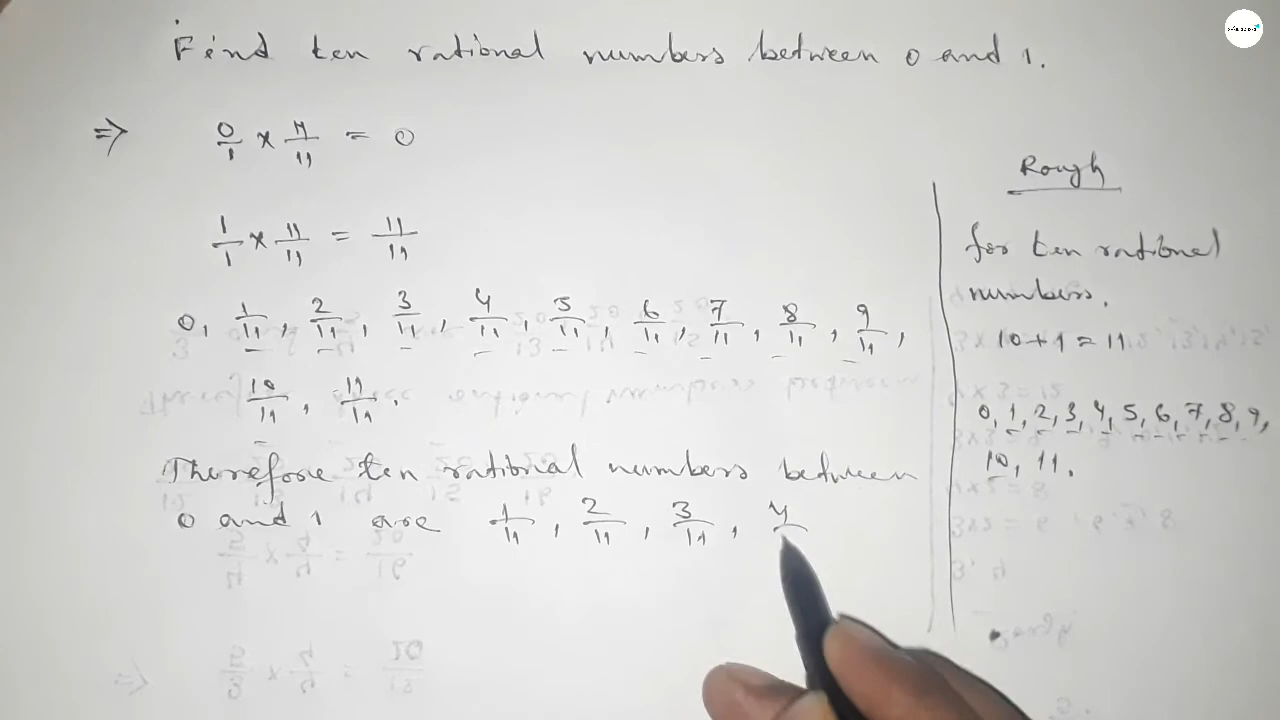 Find ten rational numbers between 0 and 1.
⇒ 0/1 × 11/11 = 0
1/1 × 11/11 = 11/11
0, 1/11, 2/11, 3/11, 4/11, 5/11, 6/11, 7/11, 8/11, 9/11,
10/11, 11/11.
Therefore ten rational numbers between
0 and 1 are 1/11, 2/11, 3/11, 4
Rough
for ten rational
numbers.
10+1=11
0, 1, 2, 3, 4, 5, 6, 7, 8, 9,
10, 11.